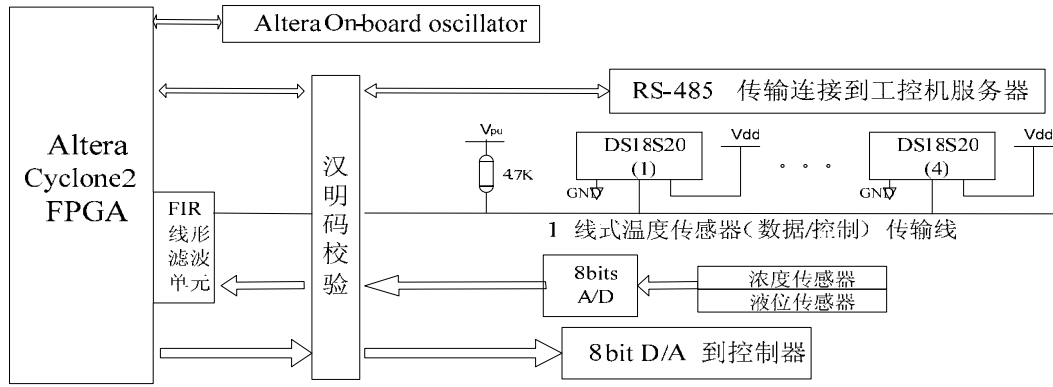 Altera On-board oscillator
RS-485 传输连接到工控机服务器
Altera
Cyclone2
FPGA
汉
明
码
校
验
Vpu
4.7K
DS18S20
(1)
GND
Vdd
。 。 。
DS18S20
(4)
GND
Vdd
FIR
线形
滤波
单元
1 线式温度传感器(数据/控制) 传输线
8bits
A/D
浓度传感器
液位传感器
8bit D/A 到控制器